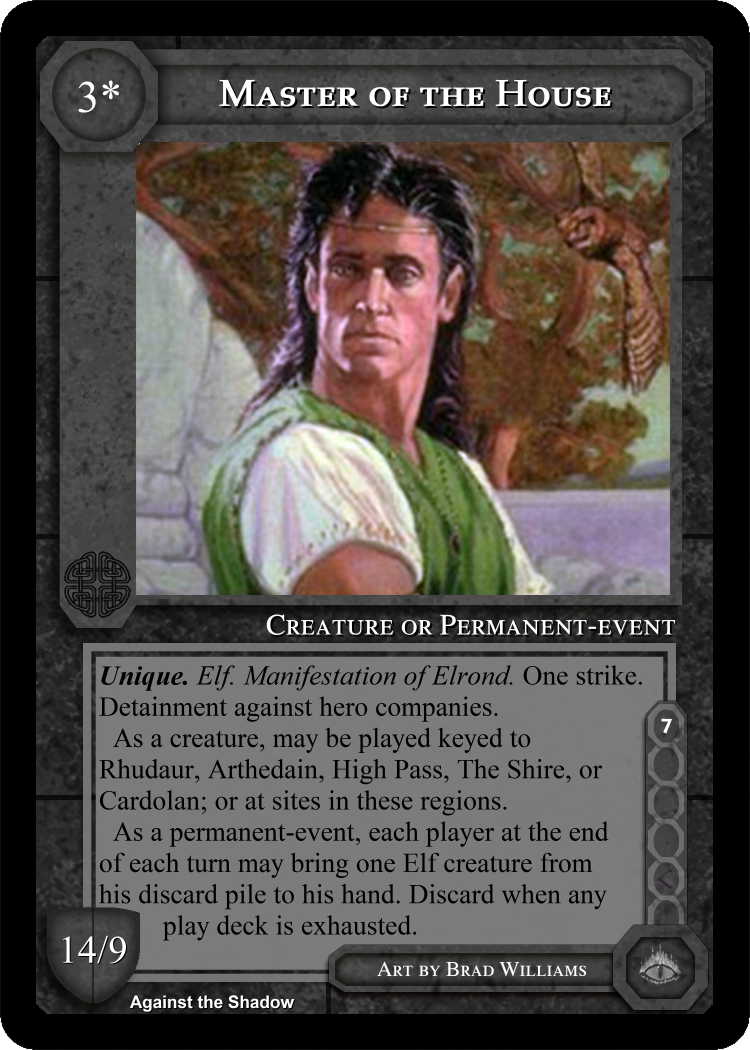 3*
Master of the House
Creature or Permanent-event
Unique. Elf. Manifestation of Elrond. One strike.
Detainment against hero companies.
As a creature, may be played keyed to
Rhudaur, Arthedain, High Pass, The Shire, or
Cardolan; or at sites in these regions.
As a permanent-event, each player at the end
of each turn may bring one Elf creature from
his discard pile to his hand. Discard when any
play deck is exhausted.
7
14/9
Art by Brad Williams
Against the Shadow